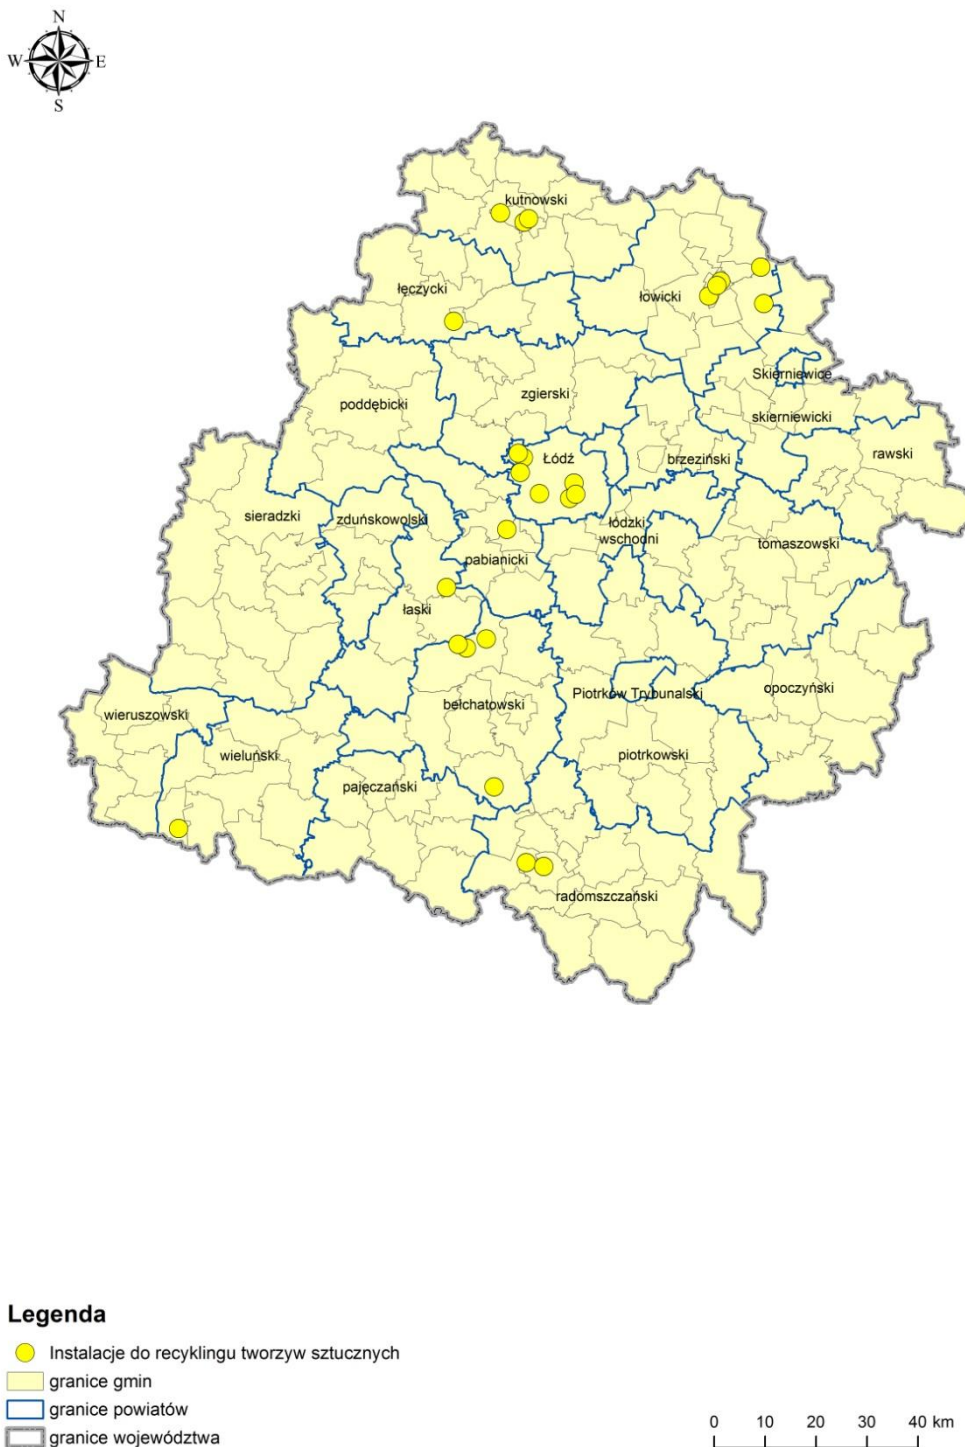 N
W E
S
kutnowski
łęczycki
łowicki
Skierniewice
zgierski
poddębicki
skierniewicki
rawski
Łódź
brzeziński
sieradzki
zduńskowolski
łódzki
wschodni
tomaszowski
pabianicki
łaski
opoczyński
Piotrków Trybunalski
bełchatowski
wieruszowski
wieluński
piotrkowski
pajęczański
radomszczański
Legenda
Instalacje do recyklingu tworzyw sztucznych
granice gmin
granice powiatów
granice województwa
0 10 20 30 40 km